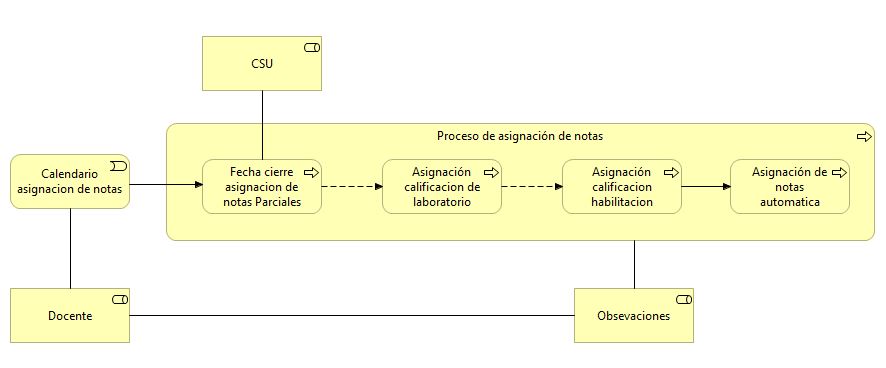 CSU
Proceso de asignación de notas
Calendario
asignacion de notas
Fecha cierre
asignacion de
notas Parciales
Asignación
calificacion de
laboratorio
Asignación
calificacion
habilitacion
Asignación de
notas
automatica
Docente
Obsevaciones